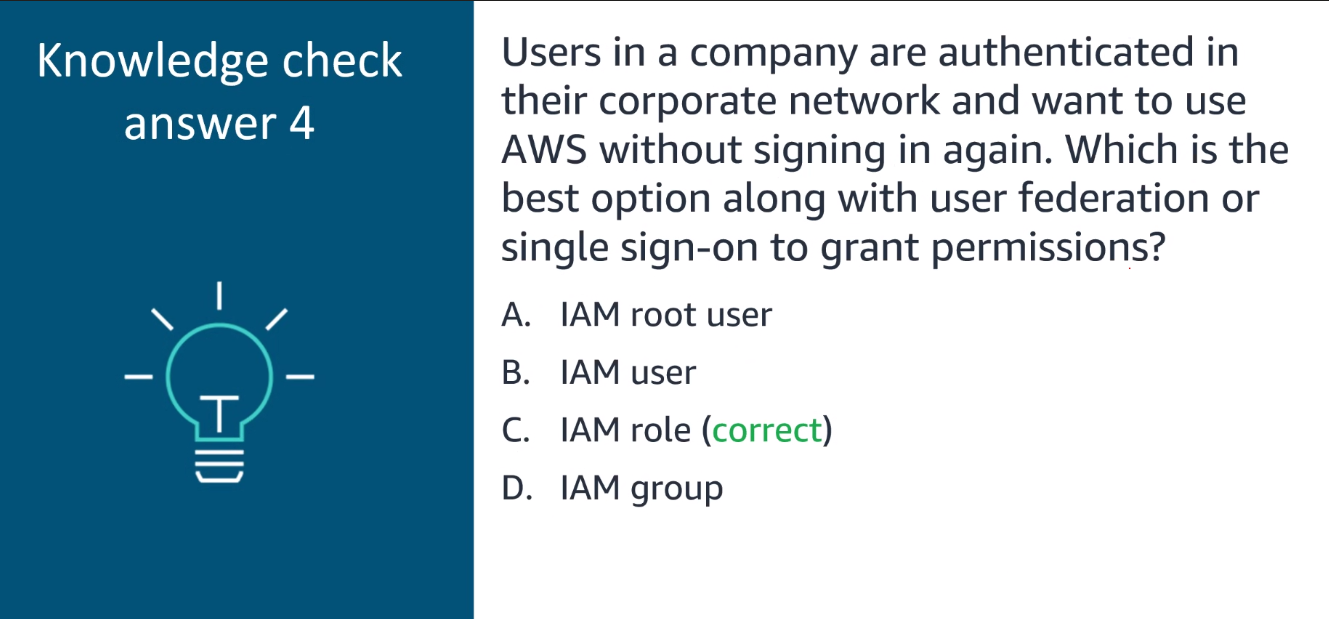 Knowledge check
answer 4
Users in a company are authenticated in
their corporate network and want to use
AWS without signing in again. Which is the
best option along with user federation or
single sign-on to grant permissions?
A. IAM root user
B. IAM user
C. IAM role (correct)
D. IAM group